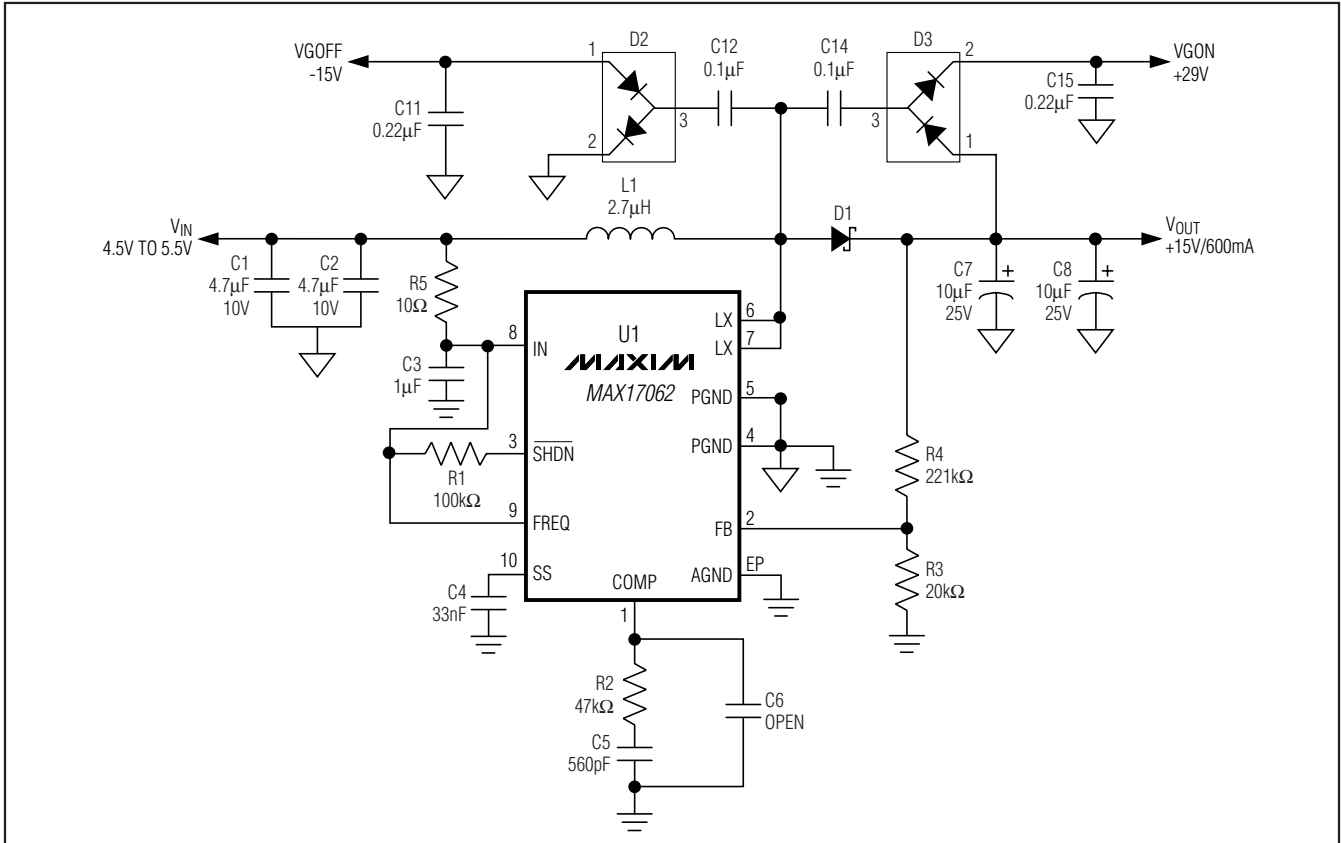 VGOFF
-15V
1
D2
C12
0.1µF
C14
0.1µF
D3
2
VGON
+29V
C11
0.22µF
3
2
3
1
C15
0.22µF
L1
2.7µH
VIN
4.5V TO 5.5V
D1
VOUT
+15V/600mA
C1
4.7µF
10V
C2
4.7µF
10V
R5
10Ω
C7
10µF
25V
+
C8
10µF
25V
+
8
IN
U1
MAXIM
MAX17062
LX
6
LX
7
C3
1µF
PGND
5
PGND
4
R1
100kΩ
3
SHDN
9
FREQ
R4
221kΩ
FB
2
R3
20kΩ
10
SS
C4
33nF
COMP
1
AGND
EP
R2
47kΩ
C5
560pF
C6
OPEN